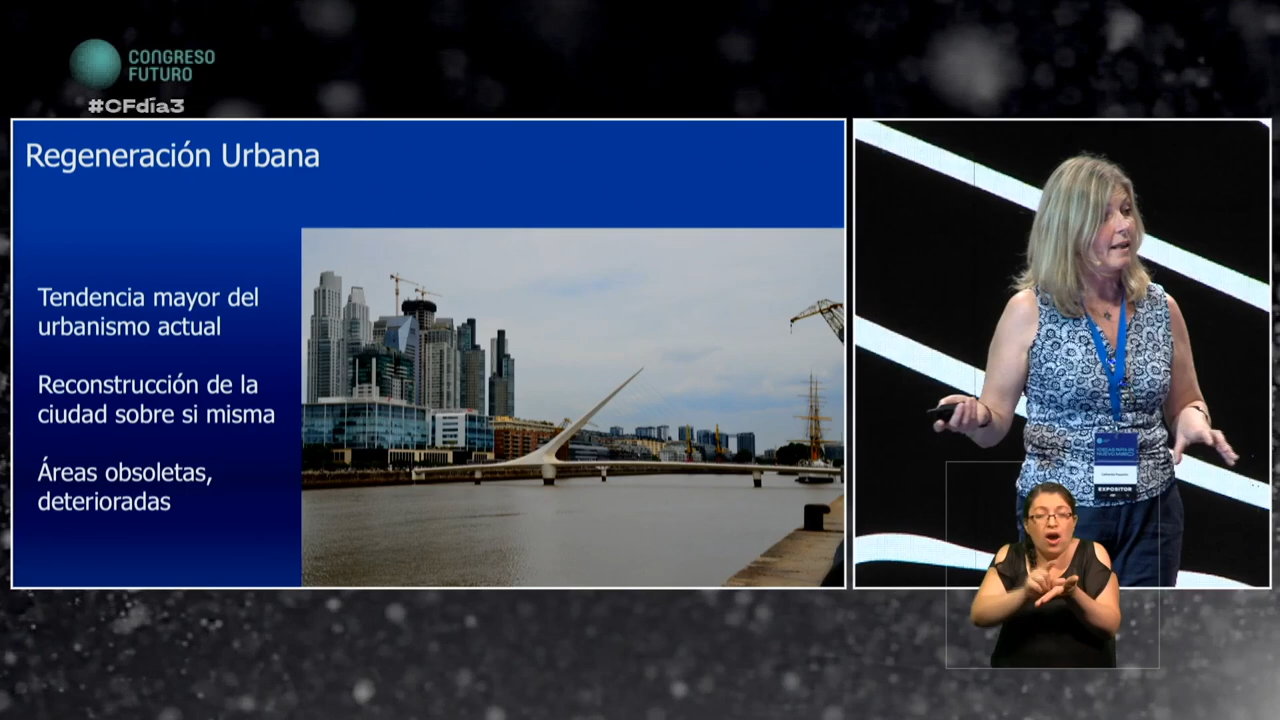 CONGRESO
FUTURO
#CFdía3
Regeneración Urbana
Tendencia mayor del
urbanismo actual
Reconstrucción de la
ciudad sobre si misma
Áreas obsoletas,
deterioradas
EXPOSITOR